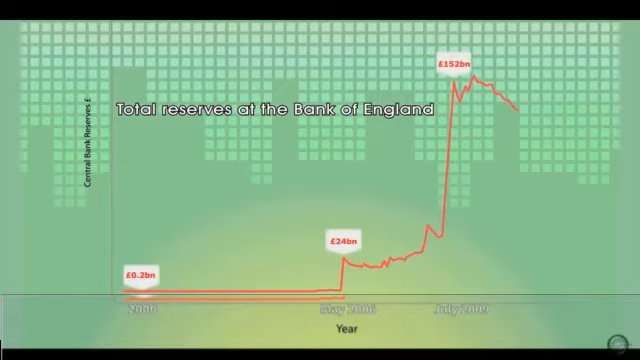 £152bn
Total reserves at the Bank of England
Central Bank Reserves £
£24bn
£0.2bn
2000
May 2006
July 2009
Year